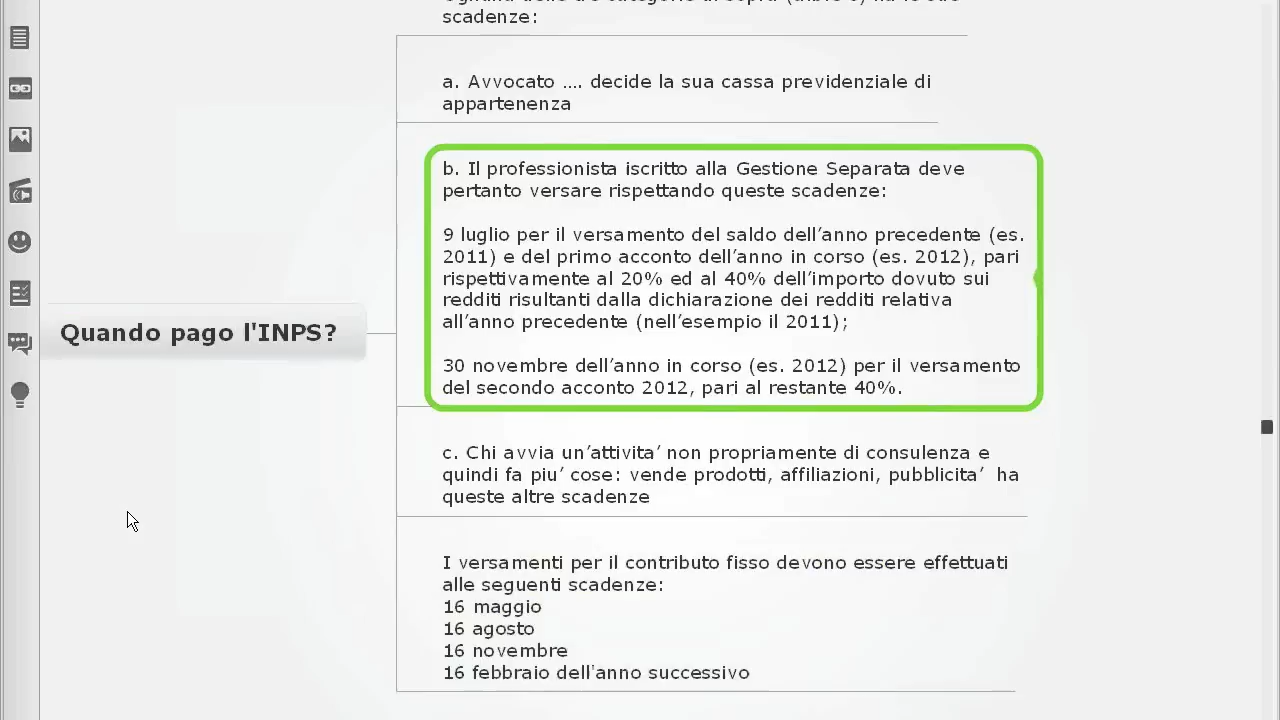 scadenze:
a. Avvocato .... decide la sua cassa previdenziale di
appartenenza
b. Il professionista iscritto alla Gestione Separata deve
pertanto versare rispettando queste scadenze:
9 luglio per il versamento del saldo dell’anno precedente (es.
2011) e del primo acconto dell’anno in corso (es. 2012), pari
rispettivamente al 20% ed al 40% dell’importo dovuto sui
redditi risultanti dalla dichiarazione dei redditi relativa
all’anno precedente (nell’esempio il 2011);
30 novembre dell’anno in corso (es. 2012) per il versamento
del secondo acconto 2012, pari al restante 40%.
Quando pago l'INPS?
c. Chi avvia un’attivita’ non propriamente di consulenza e
quindi fa piu’ cose: vende prodotti, affiliazioni, pubblicita’ ha
queste altre scadenze
I versamenti per il contributo fisso devono essere effettuati
alle seguenti scadenze:
16 maggio
16 agosto
16 novembre
16 febbraio dell'anno successivo